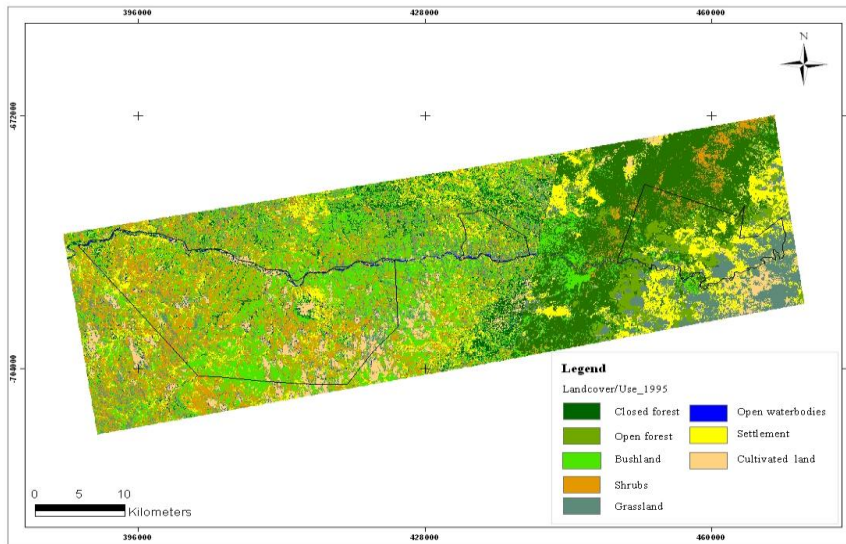 396000 428000 460000
N
-672000
-672000
-704000
Legend
Landcover/Use_1995
Closed forest
Open forest
Bushland
Shrubs
Grassland
Open waterbodies
Settlement
Cultivated land
0 5 10
Kilometers
396000 428000 460000